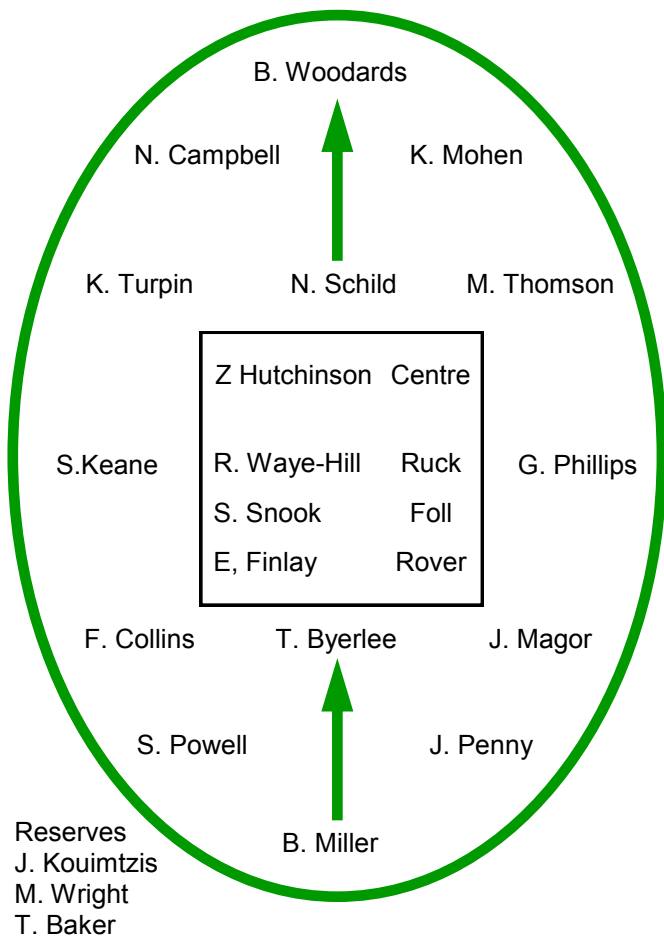 B. Woodards
N. Campbell K. Mohen
K. Turpin N. Schild M. Thomson
Z Hutchinson Centre
S.Keane R. Waye-Hill Ruck G. Phillips
S. Snook Foll
E, Finlay Rover
F. Collins T. Byerlee J. Magor
S. Powell J. Penny
B. Miller
Reserves
J. Kouimtzis
M. Wright
T. Baker